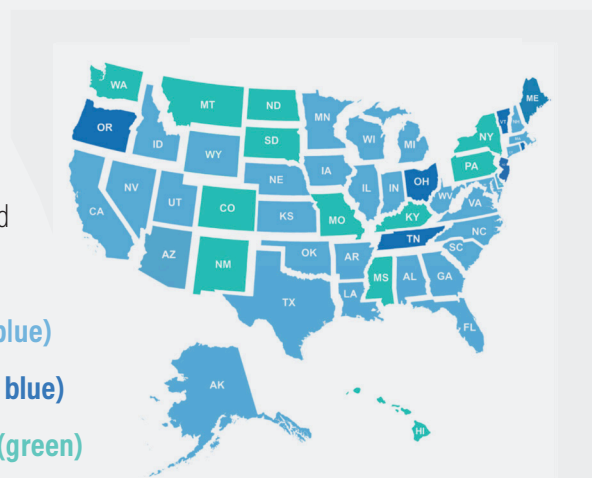 WA
MT
ND
MN
ME
VT
OR
ID
SD
WI
MI
NY
WY
IA
PA
NE
NV
UT
IL
IN
OH
CO
KS
MO
WV
VA
CA
KY
NC
TN
AZ
NM
OK
AR
SC
MS
AL
GA
TX
LA
FL
AK
HI
d
blue)
blue)
(green)